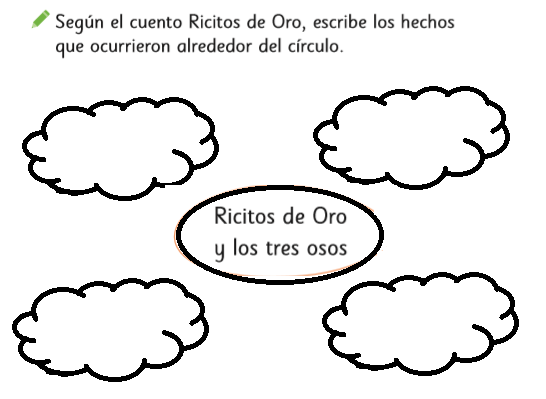 Según el cuento Ricitos de Oro, escribe los hechos
que ocurrieron alrededor del círculo.
Ricitos de Oro
y los tres osos